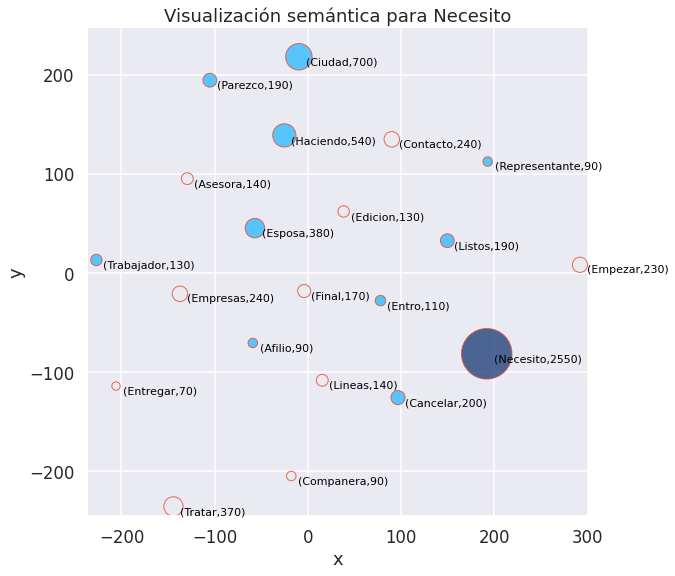 Visualización semántica para Necesito
(Ciudad,700)
(Parezco,190)
(Haciendo,540)
(Contacto,240)
(Representante,90)
(Asesora,140)
(Edicion,130)
(Esposa,380)
(Listos,190)
(Trabajador,130)
(Empezar,230)
(Empresas,240)
(Final,170)
(Entro,110)
(Afilio,90)
(Necesito,2550)
(Entregar,70)
(Lineas,140)
(Cancelar,200)
(Companera,90)
(Tratar,370)
200
100
0
−100
−200
y
−200
−100
0
100
200
300
x